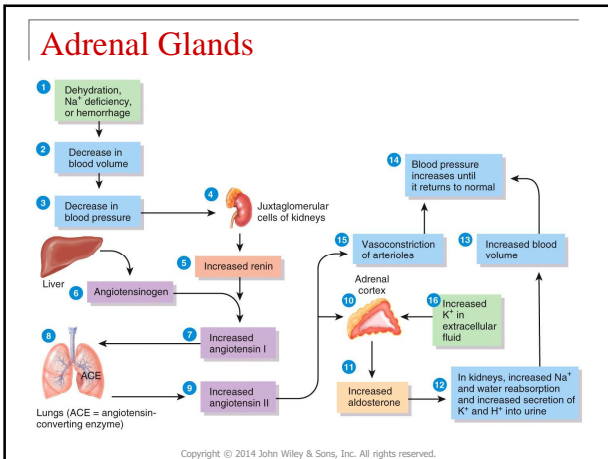 Adrenal Glands
1
Dehydration,
Na+ deficiency,
or hemorrhage
2
Decrease in
blood volume
3
Decrease in
blood pressure
4
Juxtaglomerular
cells of kidneys
5
Increased renin
Liver
6
Angiotensinogen
7
Increased
angiotensin I
8
ACE
Lungs (ACE = angiotensin-
converting enzyme)
9
Increased
angiotensin II
Adrenal
cortex
10
11
Increased
aldosterone
12
In kidneys, increased Na+
and water reabsorption
and increased secretion of
K+ and H+ into urine
13
Increased blood
volume
14
Blood pressure
increases until
it returns to normal
15
Vasoconstriction
of arterioles
16
Increased
K+ in
extracellular
fluid
Copyright © 2014 John Wiley & Sons, Inc. All rights reserved.